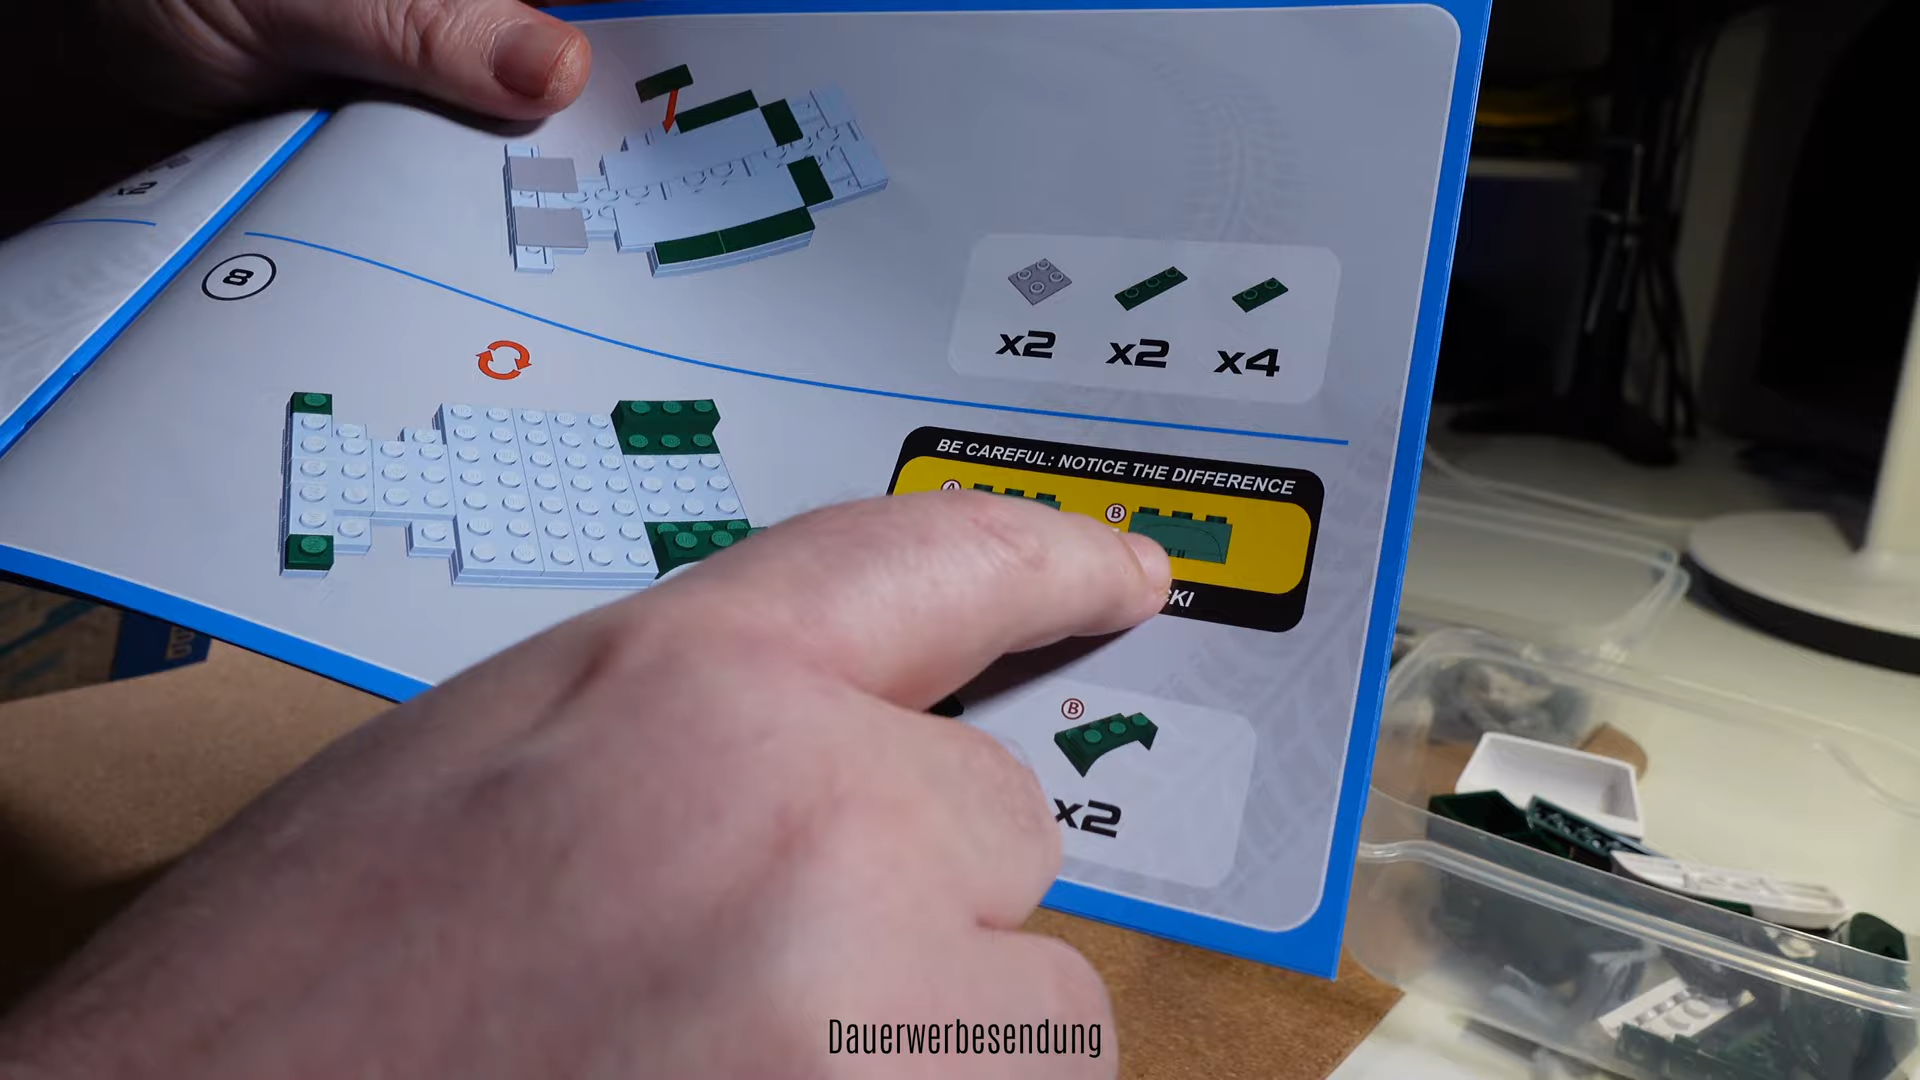 x2
8
x2
x2
x4
BE CAREFUL: NOTICE THE DIFFERENCE
A
B
B
x2
Dauerwerbesendung